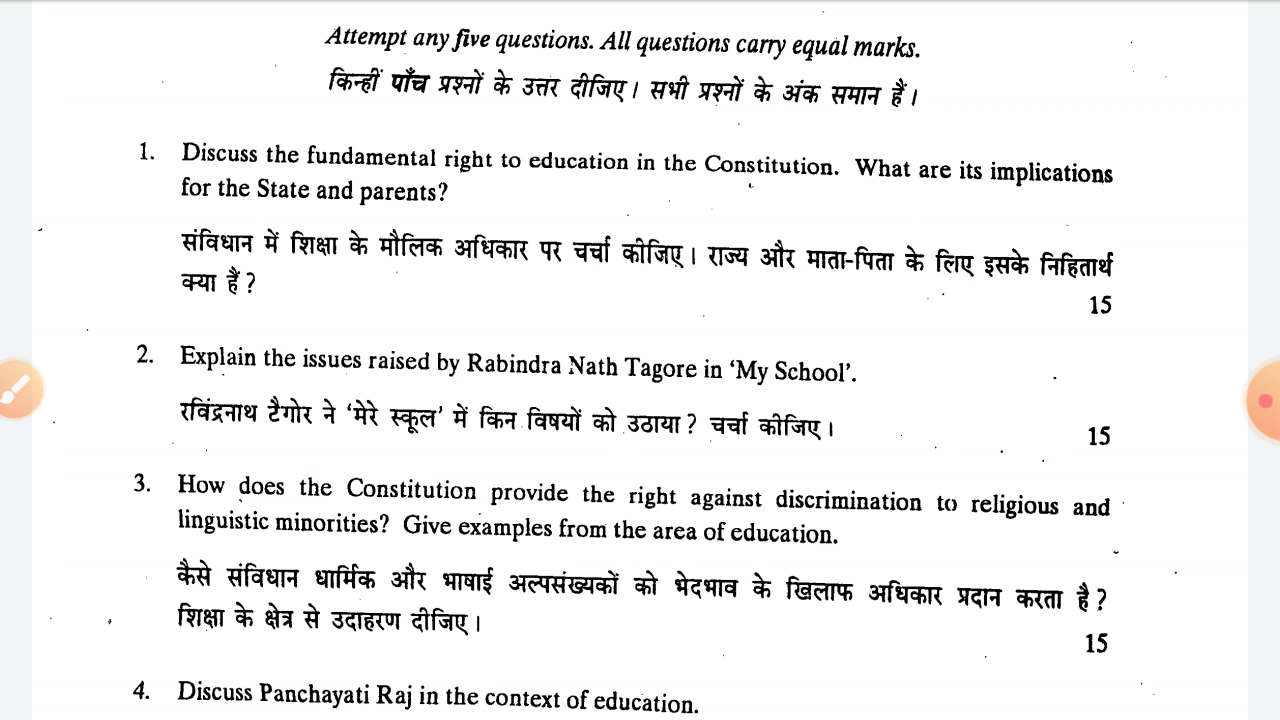 Attempt any five questions. All questions carry equal marks.
किन्हीं पाँच प्रश्नों के उत्तर दीजिए। सभी प्रश्नों के अंक समान हैं।
1. Discuss the fundamental right to education in the Constitution. What are its implications
for the State and parents?
संविधान में शिक्षा के मौलिक अधिकार पर चर्चा कीजिए। राज्य और माता-पिता के लिए इसके निहितार्थ
क्या हैं?
15
2. Explain the issues raised by Rabindra Nath Tagore in ‘My School’.
रविंद्रनाथ टैगोर ने ‘मेरे स्कूल’ में किन विषयों को उठाया? चर्चा कीजिए।
15
3. How does the Constitution provide the right against discrimination to religious and
linguistic minorities? Give examples from the area of education.
कैसे संविधान धार्मिक और भाषाई अल्पसंख्यकों को भेदभाव के खिलाफ अधिकार प्रदान करता है?
शिक्षा के क्षेत्र से उदाहरण दीजिए।
15
4. Discuss Panchayati Raj in the context of education.